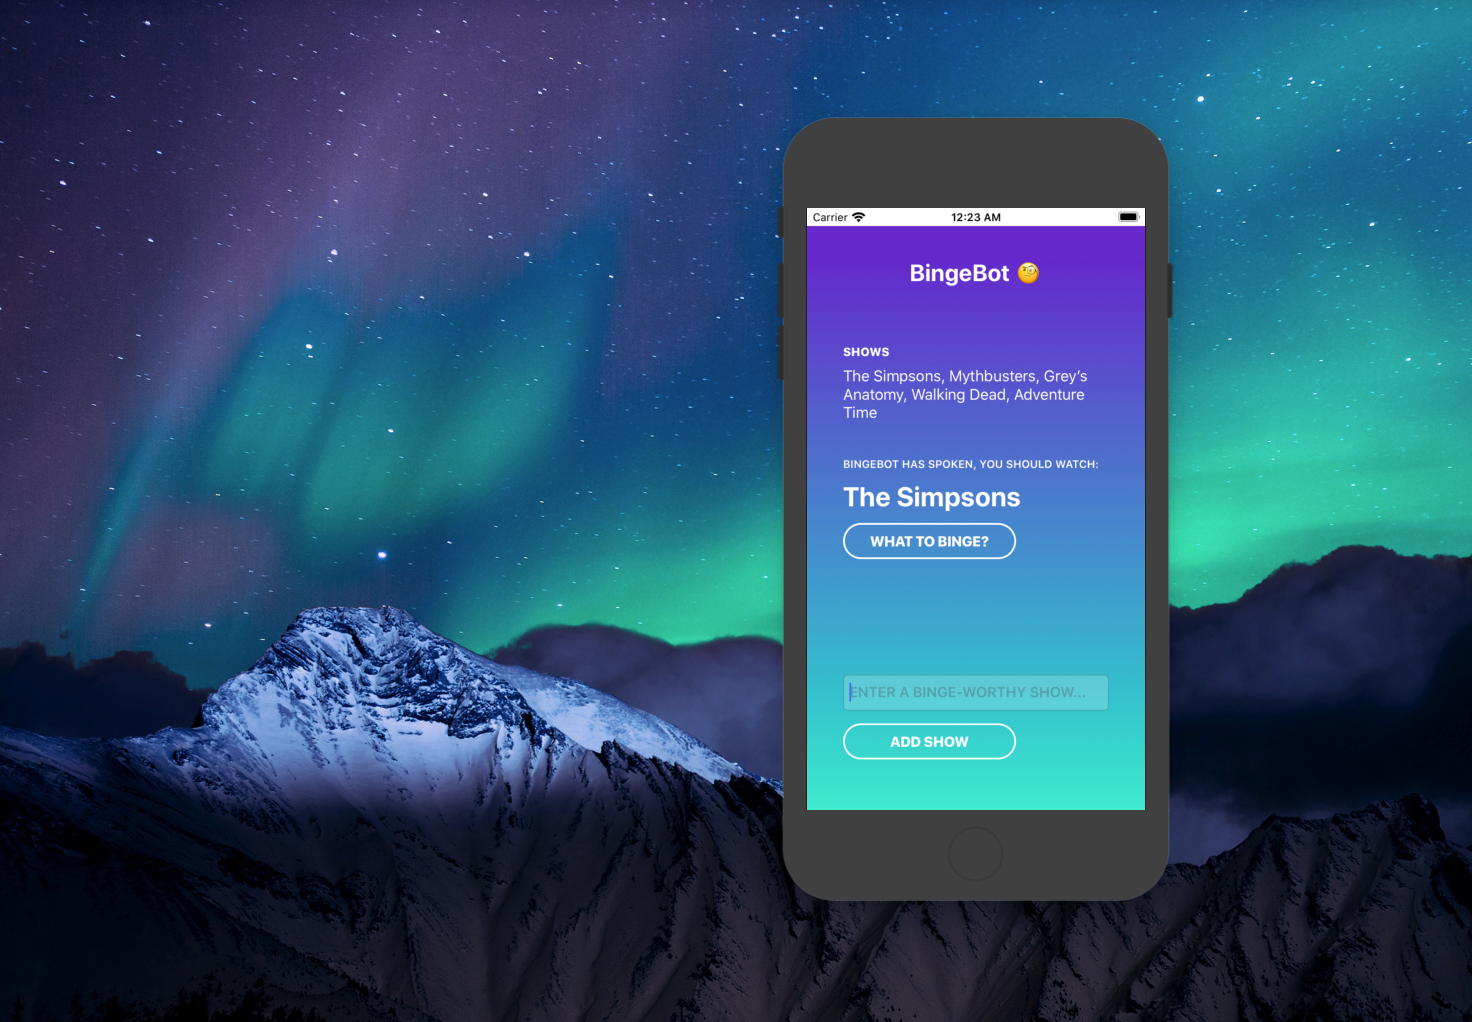 Carrier 12:23 AM
BingeBot 🧐
SHOWS
The Simpsons, Mythbusters, Grey’s
Anatomy, Walking Dead, Adventure
Time
BINGEBOT HAS SPOKEN, YOU SHOULD WATCH:
The Simpsons
WHAT TO BINGE?
ENTER A BINGE-WORTHY SHOW...
ADD SHOW